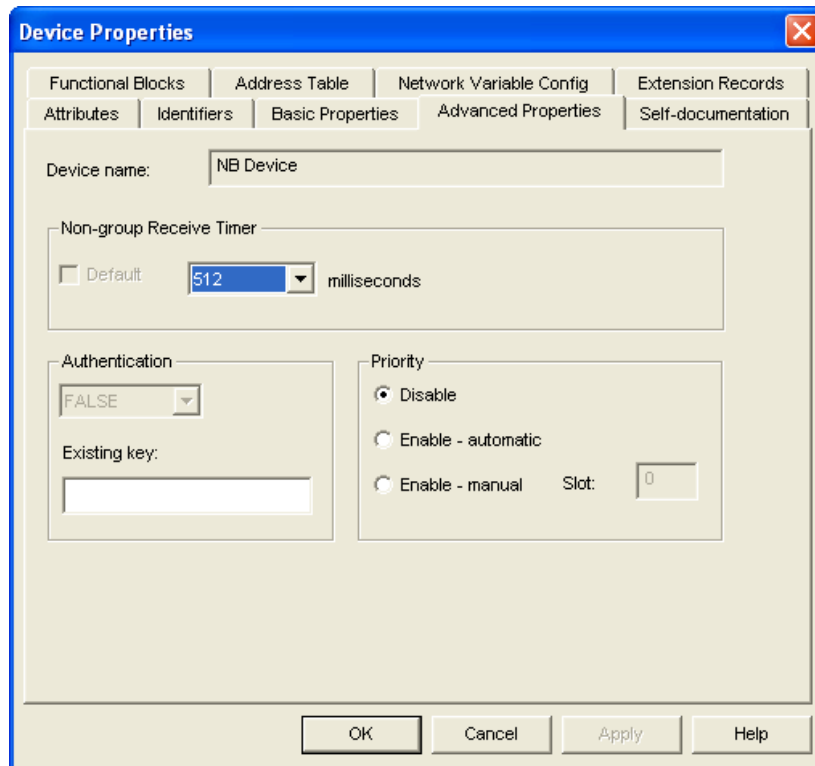 Device Properties
Functional Blocks Address Table Network Variable Config Extension Records
Attributes Identifiers Basic Properties Advanced Properties Self-documentation
Device name: NB Device
Non-group Receive Timer
Default 512 milliseconds
Authentication Priority
FALSE Disable
Enable - automatic
Existing key:
Enable - manual Slot: 0
OK Cancel Apply Help